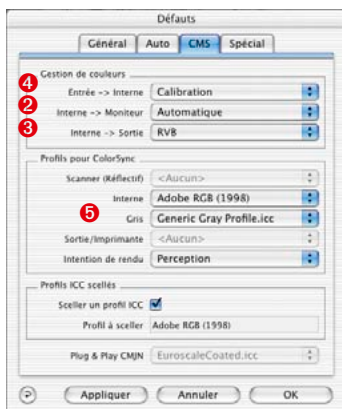 Défauts
Général Auto CMS Spécial
Gestion de couleurs
4 Entrée -> Interne Calibration
2 Interne -> Moniteur Automatique
3 Interne -> Sortie RVB
Profils pour ColorSync
Scanner (Réflectif) <Aucun>
Interne Adobe RGB (1998)
5 Gris Generic Gray Profile.icc
Sortie/Imprimante <Aucun>
Intention de rendu Perception
Profils ICC scellés
Sceller un profil ICC
Profil à sceller Adobe RGB (1998)
Plug & Play CMJN EuroscaleCoated.icc
Appliquer Annuler OK